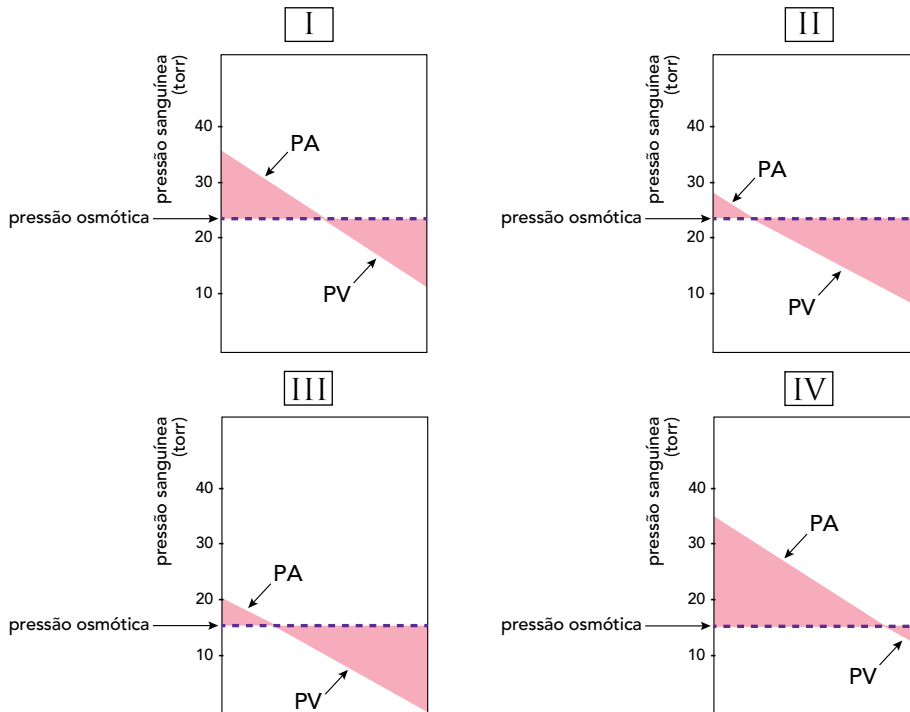 I
pressão sanguínea
(torr)
40
30
20
10
PA
PV
pressão osmótica
II
pressão sanguínea
(torr)
40
30
20
10
PA
PV
pressão osmótica
III
pressão sanguínea
(torr)
40
30
20
10
PA
PV
pressão osmótica
IV
pressão sanguínea
(torr)
40
30
20
10
PA
PV
pressão osmótica